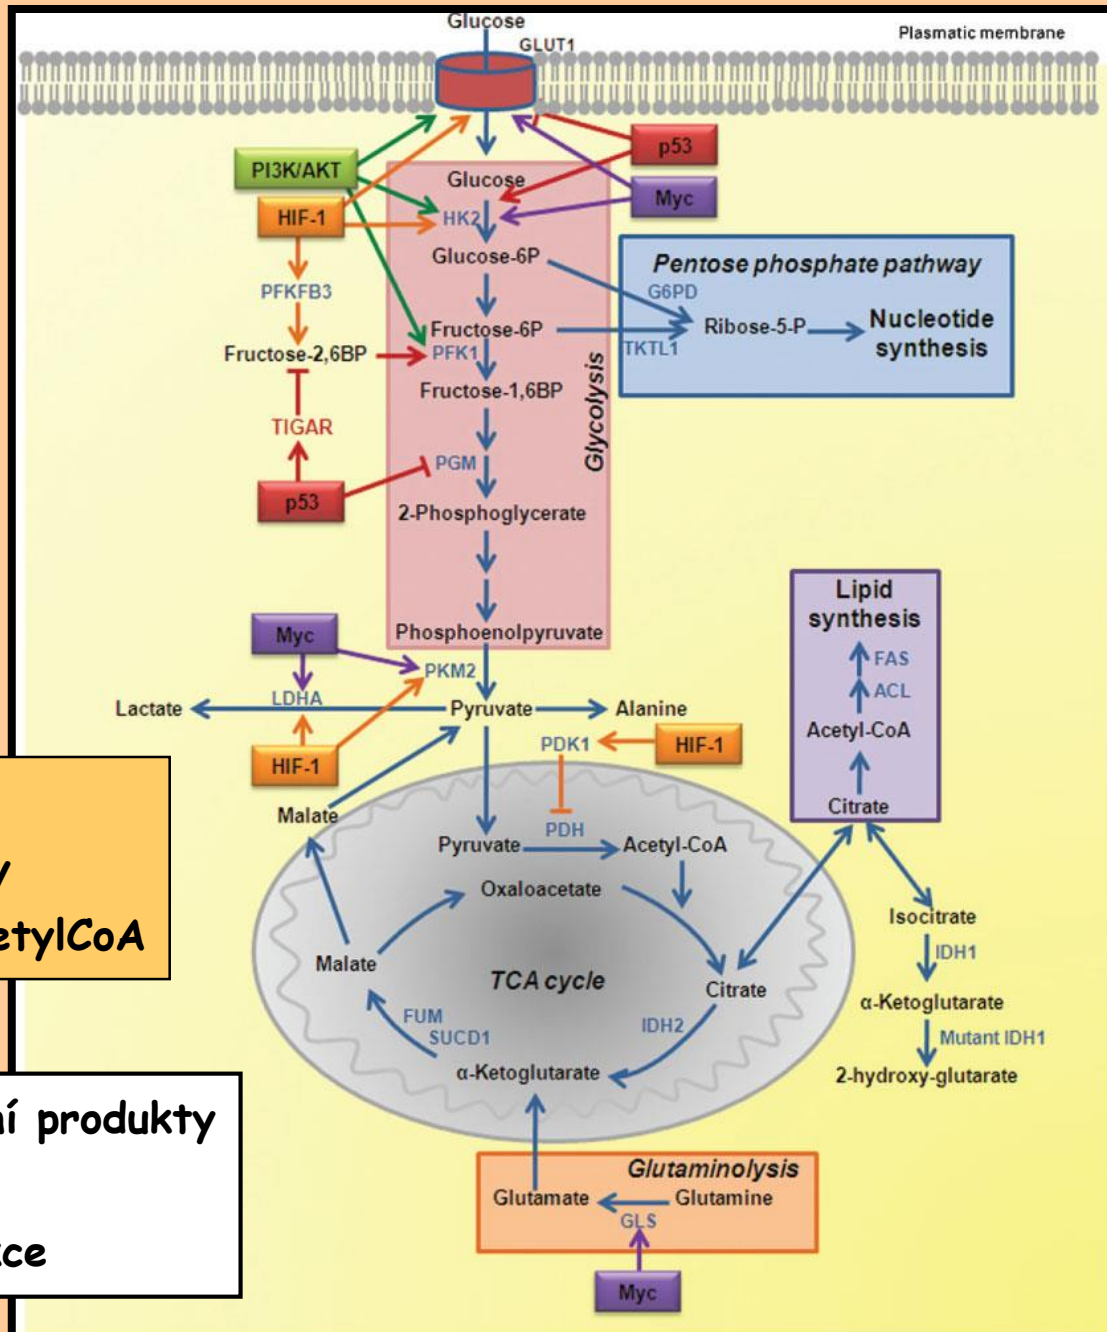 Glucose
GLUT1
Plasmatic membrane
PI3K/AKT
HIF-1
p53
Myc
Glucose
HK2
Glucose-6P
PFKFB3
Fructose-2,6BP
Fructose-6P
PFK1
Fructose-1,6BP
Glycolysis
Pentose phosphate pathway
G6PD
Ribose-5-P
TKTL1
Nucleotide
synthesis
TIGAR
p53
PGM
2-Phosphoglycerate
Phosphoenolpyruvate
Myc
PKM2
LDHA
Lactate
Pyruvate
Alanine
HIF-1
PDK1
HIF-1
Lipid
synthesis
FAS
ACL
Acetyl-CoA
Citrate
Malate
Pyruvate
PDH
Acetyl-CoA
Oxaloacetate
Malate
TCA cycle
Citrate
FUM
SUCD1
IDH2
α-Ketoglutarate
Isocitrate
IDH1
α-Ketoglutarate
Mutant IDH1
2-hydroxy-glutarate
Glutaminolysis
Glutamate
Glutamine
GLS
Myc
y
etylCoA
ní produkty
kce